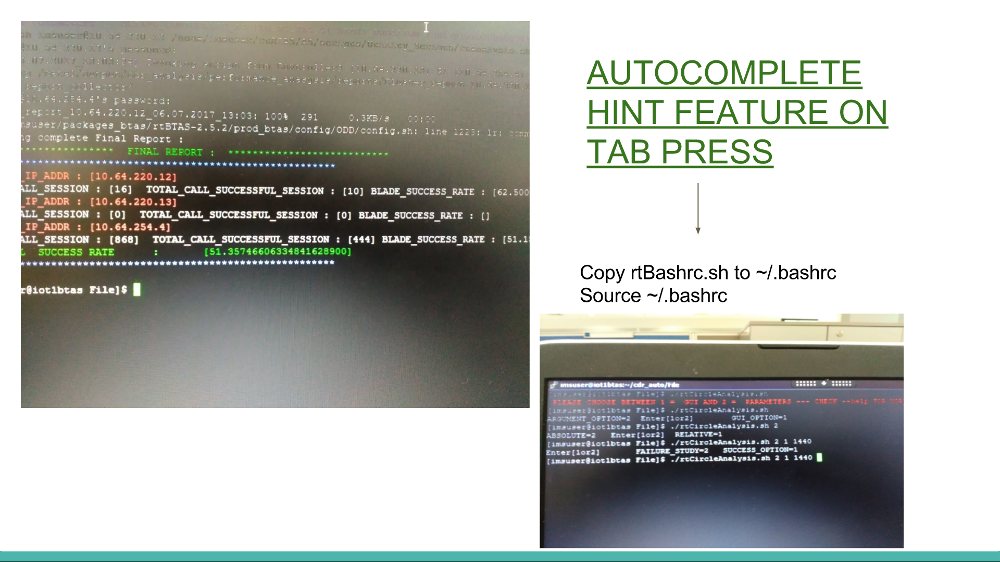 @10.64.220.12's password:
@10.64.254.4's password:
_report_10.64.220.12_06.07.2017_13:03: 100% 291 0.3KB/s 00:00
msuser/packages_btas/rtBTAS-2.5.2/prod_btas/config/ODD/config.sh: line 1223: lr: comm
ng complete Final Report :
*************** FINAL REPORT : **************************
**************************************************
_IP_ADDR : [10.64.220.12]
ALL_SESSION : [16] TOTAL_CALL_SUCCESSFUL_SESSION : [10] BLADE_SUCCESS_RATE : [62.500
_IP_ADDR : [10.64.220.13]
ALL_SESSION : [0] TOTAL_CALL_SUCCESSFUL_SESSION : [0] BLADE_SUCCESS_RATE : []
_IP_ADDR : [10.64.254.4]
ALL_SESSION : [868] TOTAL_CALL_SUCCESSFUL_SESSION : [444] BLADE_SUCCESS_RATE : [51.1
L SUCCESS RATE : [51.35746606334841628900]
**************************************************
r@iot1btas File]$
AUTOCOMPLETE
HINT FEATURE ON
TAB PRESS
Copy rtBashrc.sh to ~/.bashrc
Source ~/.bashrc
imsuser@iot1btas:~/cdr_auto/File
[imsuser@iot1btas File]$ ./rtCircleAnalysis.sh
PLEASE CHOOSE BETWEEN 1 = GUI AND 2 = PARAMETERS --- CHECK --help FOR MOR
[imsuser@iot1btas File]$ ./rtCircleAnalysis.sh
ARGUMENT_OPTION=2 Enter[1or2] GUI_OPTION=1
[imsuser@iot1btas File]$ ./rtCircleAnalysis.sh 2
ABSOLUTE=2 Enter[1or2] RELATIVE=1
[imsuser@iot1btas File]$ ./rtCircleAnalysis.sh 2 1 1440
Enter[1or2] FAILURE_STUDY=2 SUCCESS_OPTION=1
[imsuser@iot1btas File]$ ./rtCircleAnalysis.sh 2 1 1440